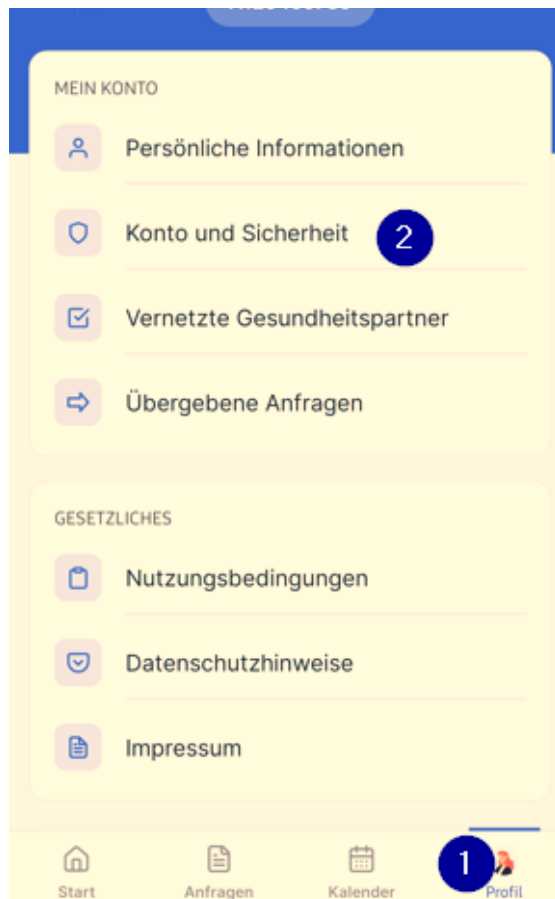 MEIN KONTO
Persönliche Informationen
Konto und Sicherheit 2
Vernetzte Gesundheitspartner
Übergebene Anfragen
GESETZLICHES
Nutzungsbedingungen
Datenschutzhinweise
Impressum
1
Start Anfragen Kalender Profil